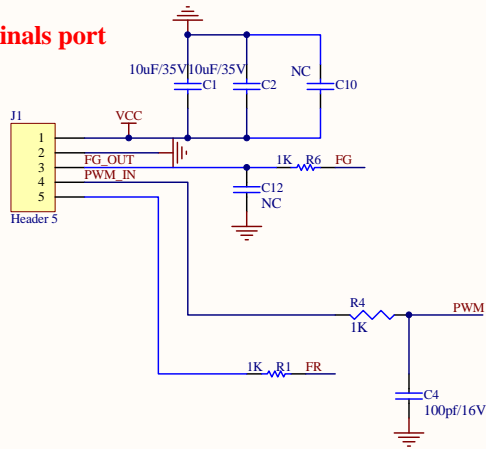 inals port
10uF/35V 10uF/35V NC
C1 C2 C10
J1
VCC
1
2
FG_OUT 1K R6 FG
3
PWM_IN
4
C12
5
NC
Header 5
R4 PWM
1K
1K R1 FR
C4
100pf/16V